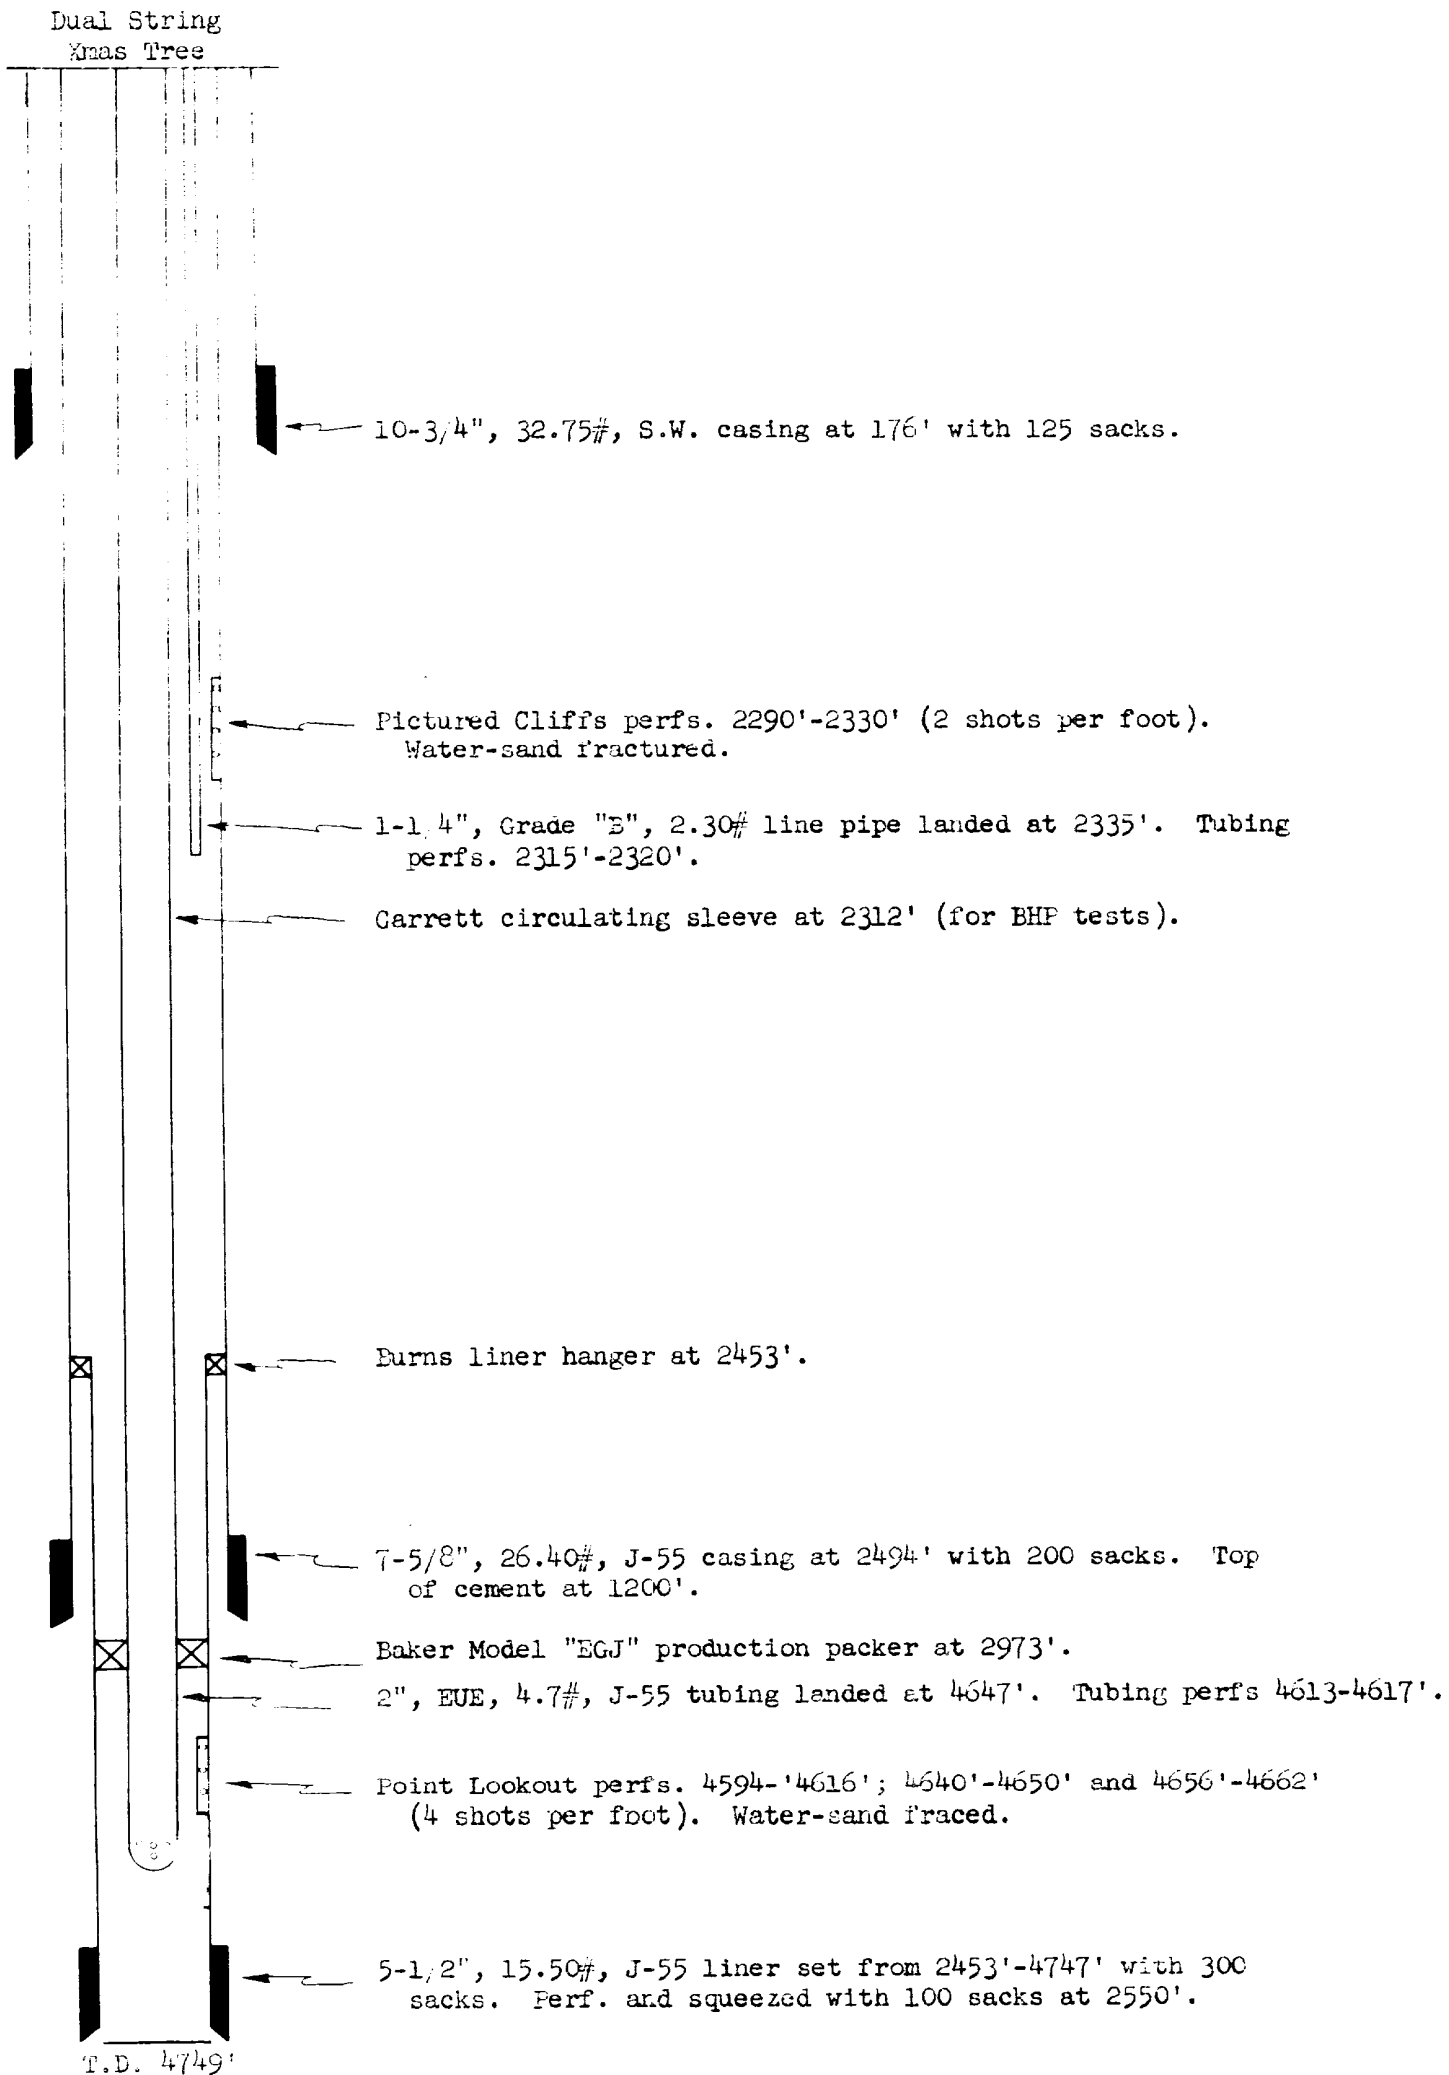 Dual String
Xmas Tree
10-3/4", 32.75#, S.W. casing at 176' with 125 sacks.
Pictured Cliffs perfs. 2290'-2330' (2 shots per foot).
Water-sand fractured.
1-1/4", Grade "B", 2.30# line pipe landed at 2335'. Tubing
perfs. 2315'-2320'.
Garrett circulating sleeve at 2312' (for BHP tests).
Burns liner hanger at 2453'.
7-5/8", 26.40#, J-55 casing at 2494' with 200 sacks. Top
of cement at 1200'.
Baker Model "EGJ" production packer at 2973'.
2", EUE, 4.7#, J-55 tubing landed at 4647'. Tubing perfs 4613-4617'.
Point Lookout perfs. 4594-'4616'; 4640'-4650' and 4656'-4662'
(4 shots per foot). Water-sand fraced.
5-1/2", 15.50#, J-55 liner set from 2453'-4747' with 300
sacks. Perf. and squeezed with 100 sacks at 2550'.
T.D. 4749'